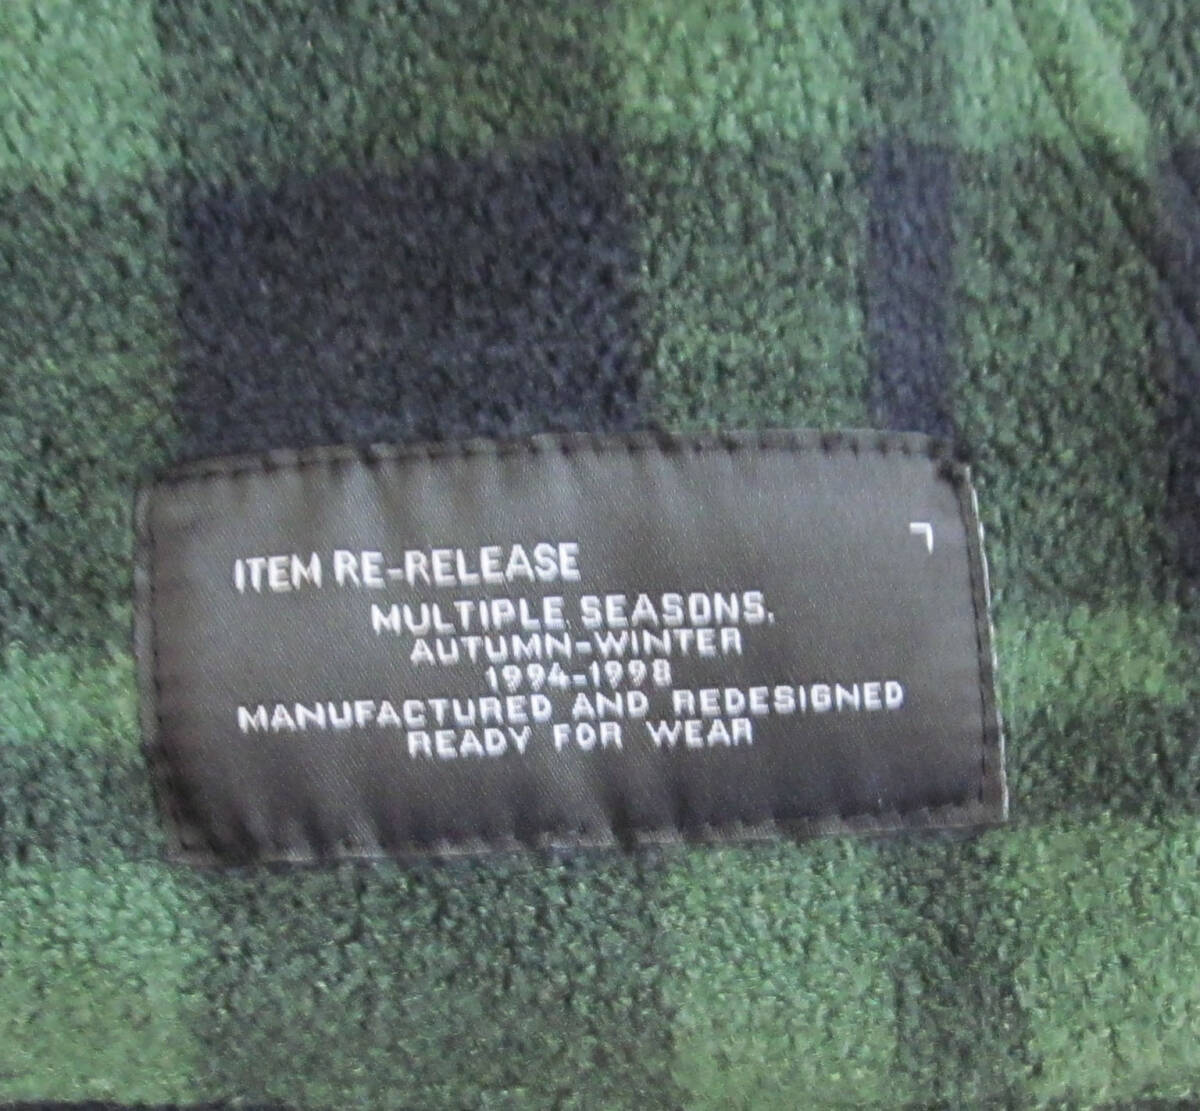 ITEM RE-RELEASE
MULTIPLE SEASONS.
AUTUMN-WINTER
1994-1998
MANUFACTURED AND REDESIGNED
READY FOR WEAR